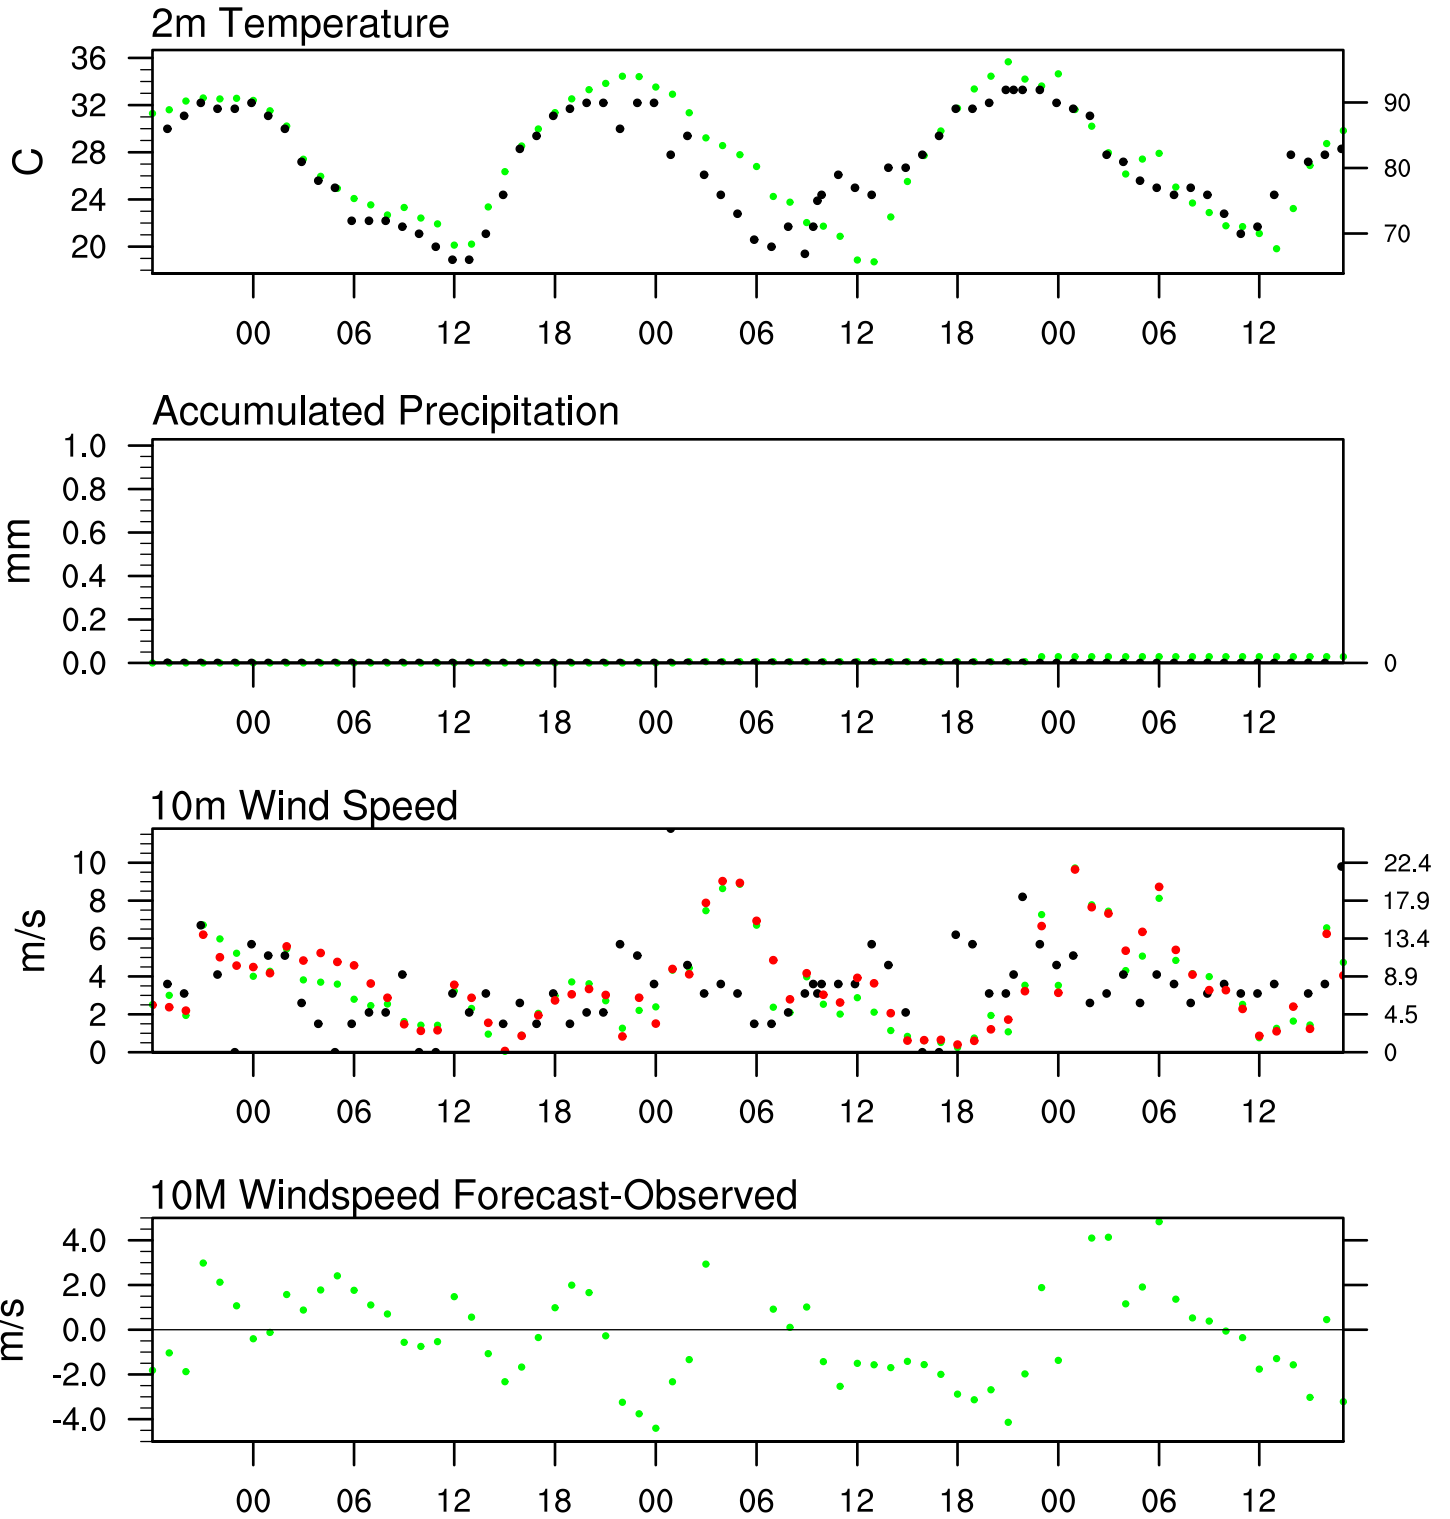 2m Temperature
36
32
28
24
20
C
90
80
70
00 06 12 18 00 06 12 18 00 06 12
Accumulated Precipitation
1.0
0.8
0.6
0.4
0.2
0.0
mm
0
00 06 12 18 00 06 12 18 00 06 12
10m Wind Speed
10
8
6
4
2
0
m/s
22.4
17.9
13.4
8.9
4.5
0
00 06 12 18 00 06 12 18 00 06 12
10M Windspeed Forecast-Observed
4.0
2.0
0.0
-2.0
-4.0
m/s
00 06 12 18 00 06 12 18 00 06 12